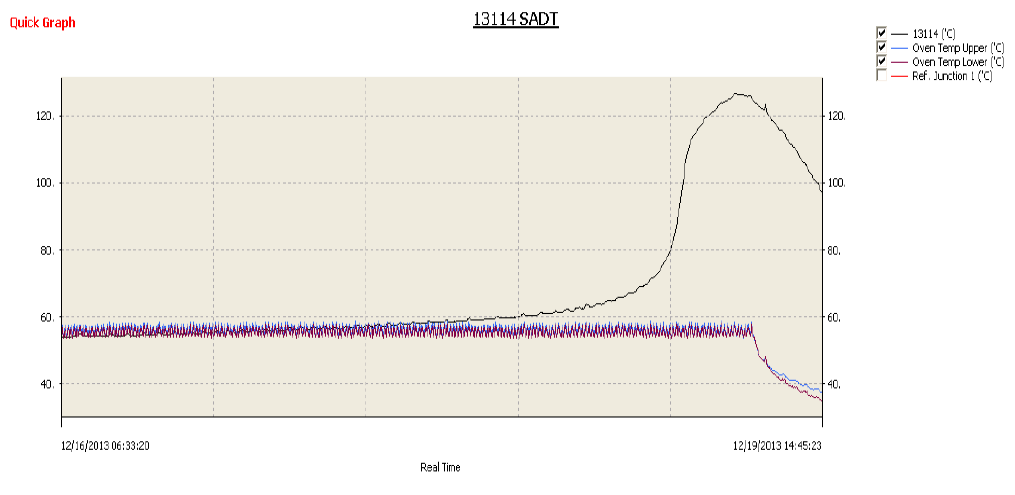 Quick Graph
13114 SADT
13114 ('C)
Oven Temp Upper ('C)
Oven Temp Lower ('C)
Ref. Junction 1 ('C)
120. 120.
100. 100.
80. 80.
60. 60.
40. 40.
12/16/2013 06:33:20 12/19/2013 14:45:23
Real Time